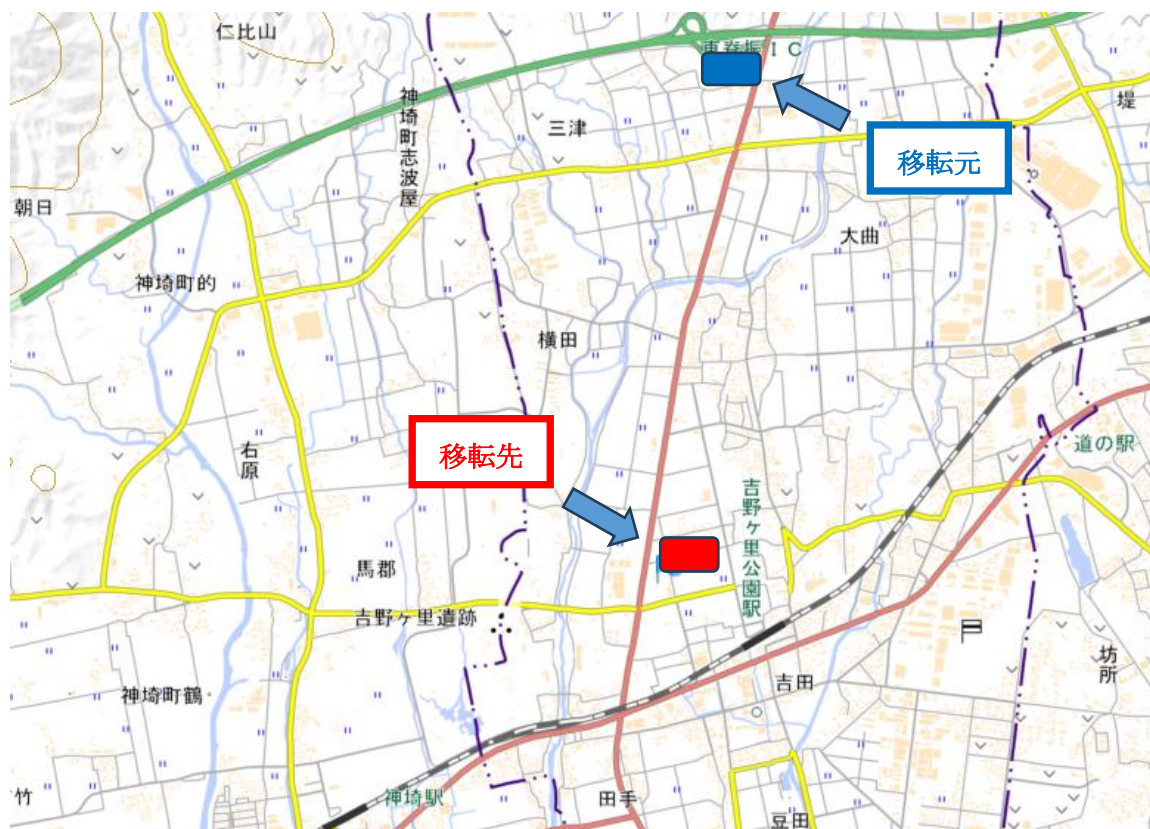 仁比山
東脊振IC
堤
神埼町志波屋
三津
移転元
朝日
大曲
神埼町的
横田
道の駅
移転先
右原
吉野ヶ里公園駅
馬郡
吉野ヶ里遺跡
坊所
神埼町鶴
吉田
竹
神埼駅
田手
豆田